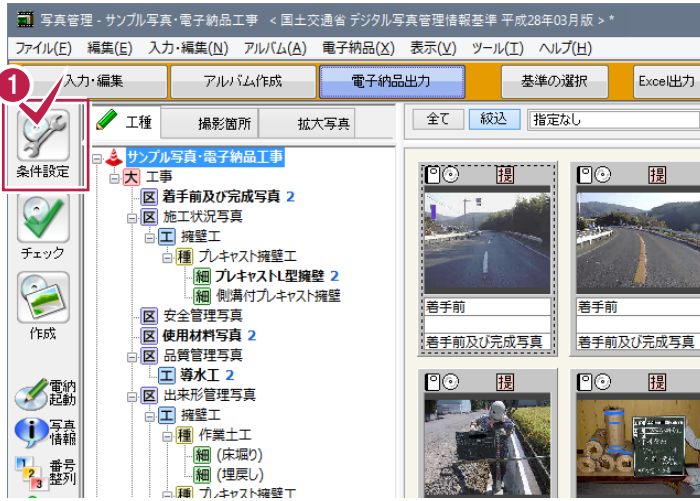 写真管理 - サンプル写真・電子納品工事 < 国土交通省 デジタル写真管理情報基準 平成28年03月版 > *
ファイル(F) 編集(E) 入力・編集(N) アルバム(A) 電子納品(X) 表示(V) ツール(T) ヘルプ(H)
1
入力・編集 アルバム作成 電子納品出力 基準の選択 Excel出力
工種 撮影箇所 拡大写真 全て 絞込 指定なし
条件設定
チェック
作成
電納
起動
写真
情報
1 2 3
番号
整列
サンプル写真・電子納品工事
大 工事
区 着手前及び完成写真 2
区 施工状況写真
工 擁壁工
種 プレキャスト擁壁工
細 プレキャストL型擁壁 2
細 側溝付プレキャスト擁壁
区 安全管理写真
区 使用材料写真 2
区 品質管理写真
工 導水工 2
区 出来形管理写真
工 擁壁工
種 作業土工
細 (床掘り)
細 (埋戻し)
種 プレキャスト擁壁工
提
着手前
着手前及び完成写真
提
着手前
着手前及び完成写真
提
提